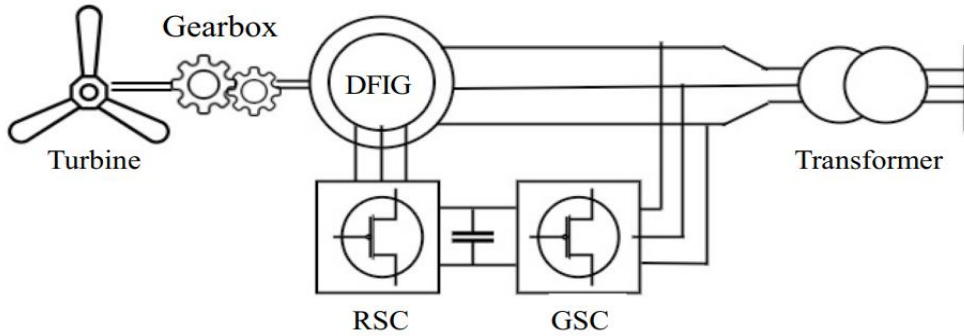 Gearbox
DFIG
Turbine
Transformer
RSC
GSC